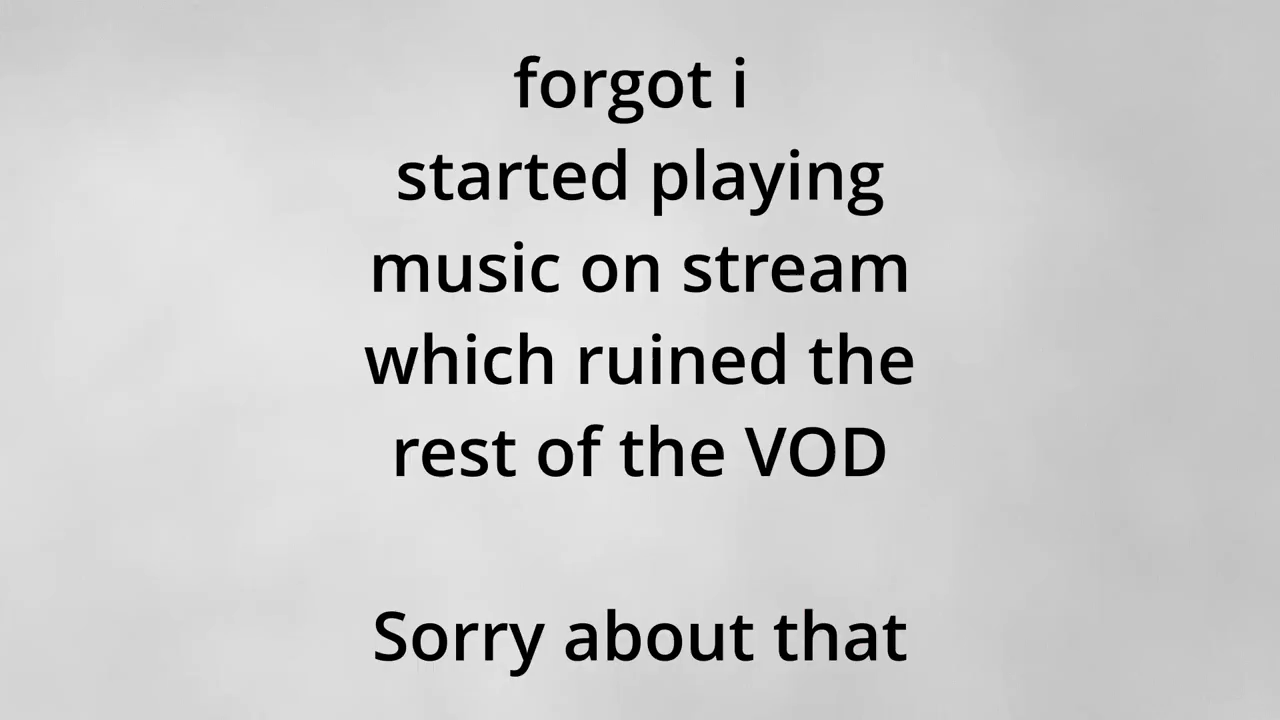 forgot i
started playing
music on stream
which ruined the
rest of the VOD
Sorry about that